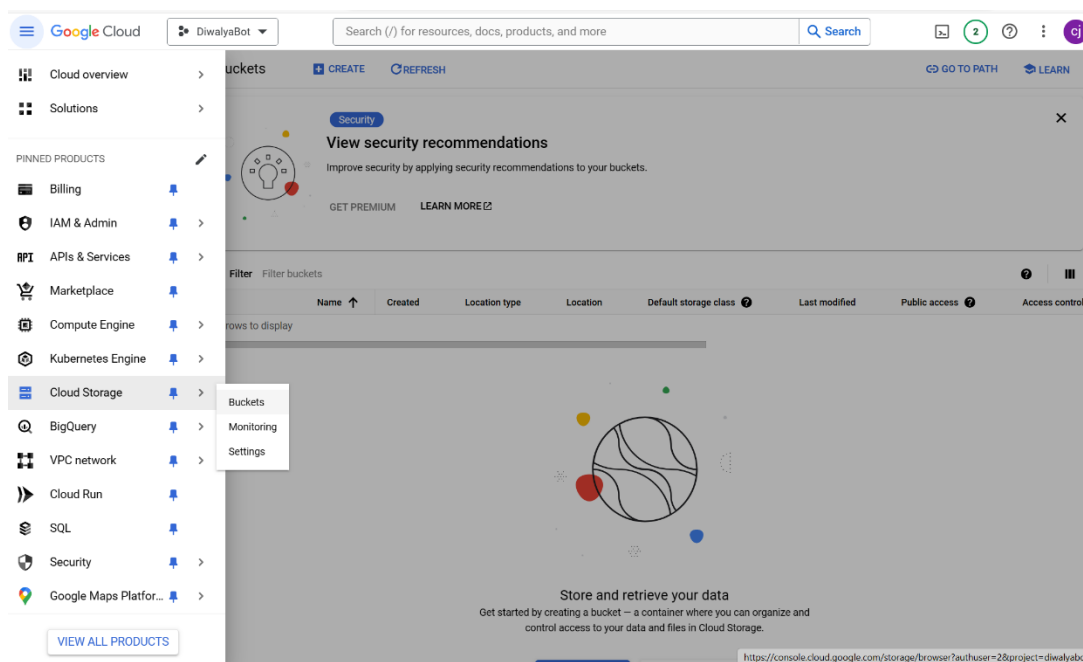 Google Cloud
DiwalyaBot
Search (/) for resources, docs, products, and more
Search
2
cj
Cloud overview
Solutions
PINNED PRODUCTS
Billing
IAM & Admin
API APIs & Services
Marketplace
Compute Engine
Kubernetes Engine
Cloud Storage
BigQuery
VPC network
Cloud Run
SQL
Security
Google Maps Platfor...
VIEW ALL PRODUCTS
Buckets
Monitoring
Settings
uckets
CREATE
REFRESH
GO TO PATH
LEARN
Security
View security recommendations
Improve security by applying security recommendations to your buckets.
GET PREMIUM
LEARN MORE
Filter Filter buckets
Name Created Location type Location Default storage class Last modified Public access Access control
rows to display
Store and retrieve your data
Get started by creating a bucket — a container where you can organize and
control access to your data and files in Cloud Storage.
https://console.cloud.google.com/storage/browser?authuser=2&project=diwalyabo